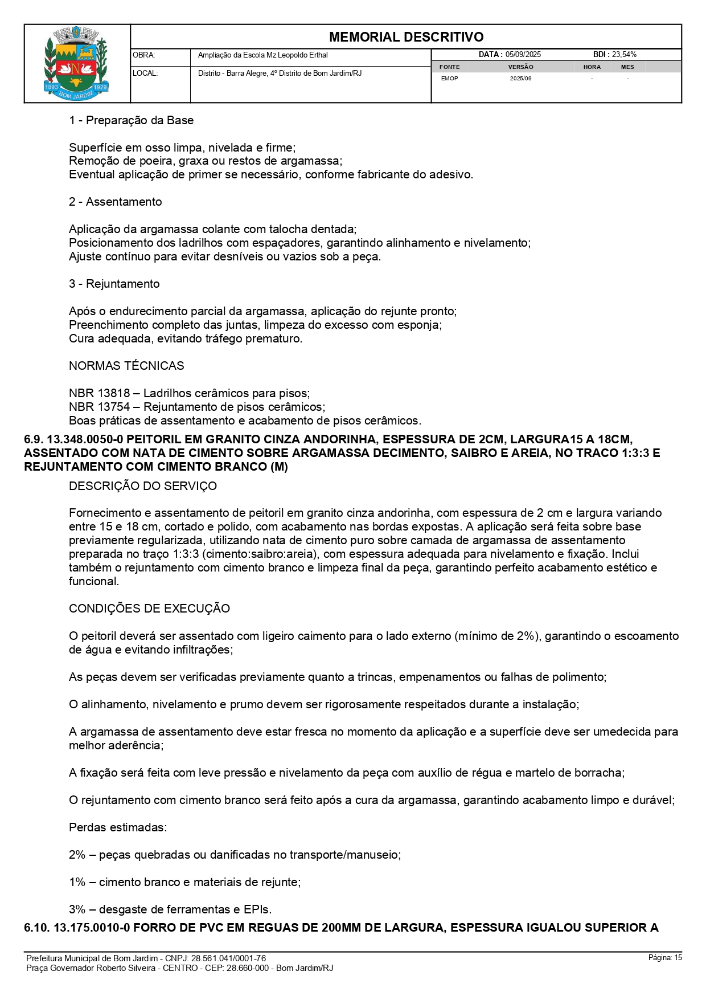 MEMORIAL DESCRITIVO
OBRA: Ampliação da Escola Mz Leopoldo Erthal
LOCAL: Distrito - Barra Alegre, 4º Distrito de Bom Jardim/RJ
DATA : 05/09/2025 BDI : 23,54%
FONTE VERSÃO HORA MES
EMOP 2025/09 - -
N
1893 1929
BOM JARDIM
1 - Preparação da Base
Superfície em osso limpa, nivelada e firme;
Remoção de poeira, graxa ou restos de argamassa;
Eventual aplicação de primer se necessário, conforme fabricante do adesivo.
2 - Assentamento
Aplicação da argamassa colante com talocha dentada;
Posicionamento dos ladrilhos com espaçadores, garantindo alinhamento e nivelamento;
Ajuste contínuo para evitar desníveis ou vazios sob a peça.
3 - Rejuntamento
Após o endurecimento parcial da argamassa, aplicação do rejunte pronto;
Preenchimento completo das juntas, limpeza do excesso com esponja;
Cura adequada, evitando tráfego prematuro.
NORMAS TÉCNICAS
NBR 13818 – Ladrilhos cerâmicos para pisos;
NBR 13754 – Rejuntamento de pisos cerâmicos;
Boas práticas de assentamento e acabamento de pisos cerâmicos.
6.9. 13.348.0050-0 PEITORIL EM GRANITO CINZA ANDORINHA, ESPESSURA DE 2CM, LARGURA15 A 18CM,
ASSENTADO COM NATA DE CIMENTO SOBRE ARGAMASSA DECIMENTO, SAIBRO E AREIA, NO TRACO 1:3:3 E
REJUNTAMENTO COM CIMENTO BRANCO (M)
DESCRIÇÃO DO SERVIÇO
Fornecimento e assentamento de peitoril em granito cinza andorinha, com espessura de 2 cm e largura variando
entre 15 e 18 cm, cortado e polido, com acabamento nas bordas expostas. A aplicação será feita sobre base
previamente regularizada, utilizando nata de cimento puro sobre camada de argamassa de assentamento
preparada no traço 1:3:3 (cimento:saibro:areia), com espessura adequada para nivelamento e fixação. Inclui
também o rejuntamento com cimento branco e limpeza final da peça, garantindo perfeito acabamento estético e
funcional.
CONDIÇÕES DE EXECUÇÃO
O peitoril deverá ser assentado com ligeiro caimento para o lado externo (mínimo de 2%), garantindo o escoamento
de água e evitando infiltrações;
As peças devem ser verificadas previamente quanto a trincas, empenamentos ou falhas de polimento;
O alinhamento, nivelamento e prumo devem ser rigorosamente respeitados durante a instalação;
A argamassa de assentamento deve estar fresca no momento da aplicação e a superfície deve ser umedecida para
melhor aderência;
A fixação será feita com leve pressão e nivelamento da peça com auxílio de régua e martelo de borracha;
O rejuntamento com cimento branco será feito após a cura da argamassa, garantindo acabamento limpo e durável;
Perdas estimadas:
2% – peças quebradas ou danificadas no transporte/manuseio;
1% – cimento branco e materiais de rejunte;
3% – desgaste de ferramentas e EPIs.
6.10. 13.175.0010-0 FORRO DE PVC EM REGUAS DE 200MM DE LARGURA, ESPESSURA IGUALOU SUPERIOR A
Prefeitura Municipal de Bom Jardim - CNPJ: 28.561.041/0001-76
Praça Governador Roberto Silveira - CENTRO - CEP: 28.660-000 - Bom Jardim/RJ
Página: 15